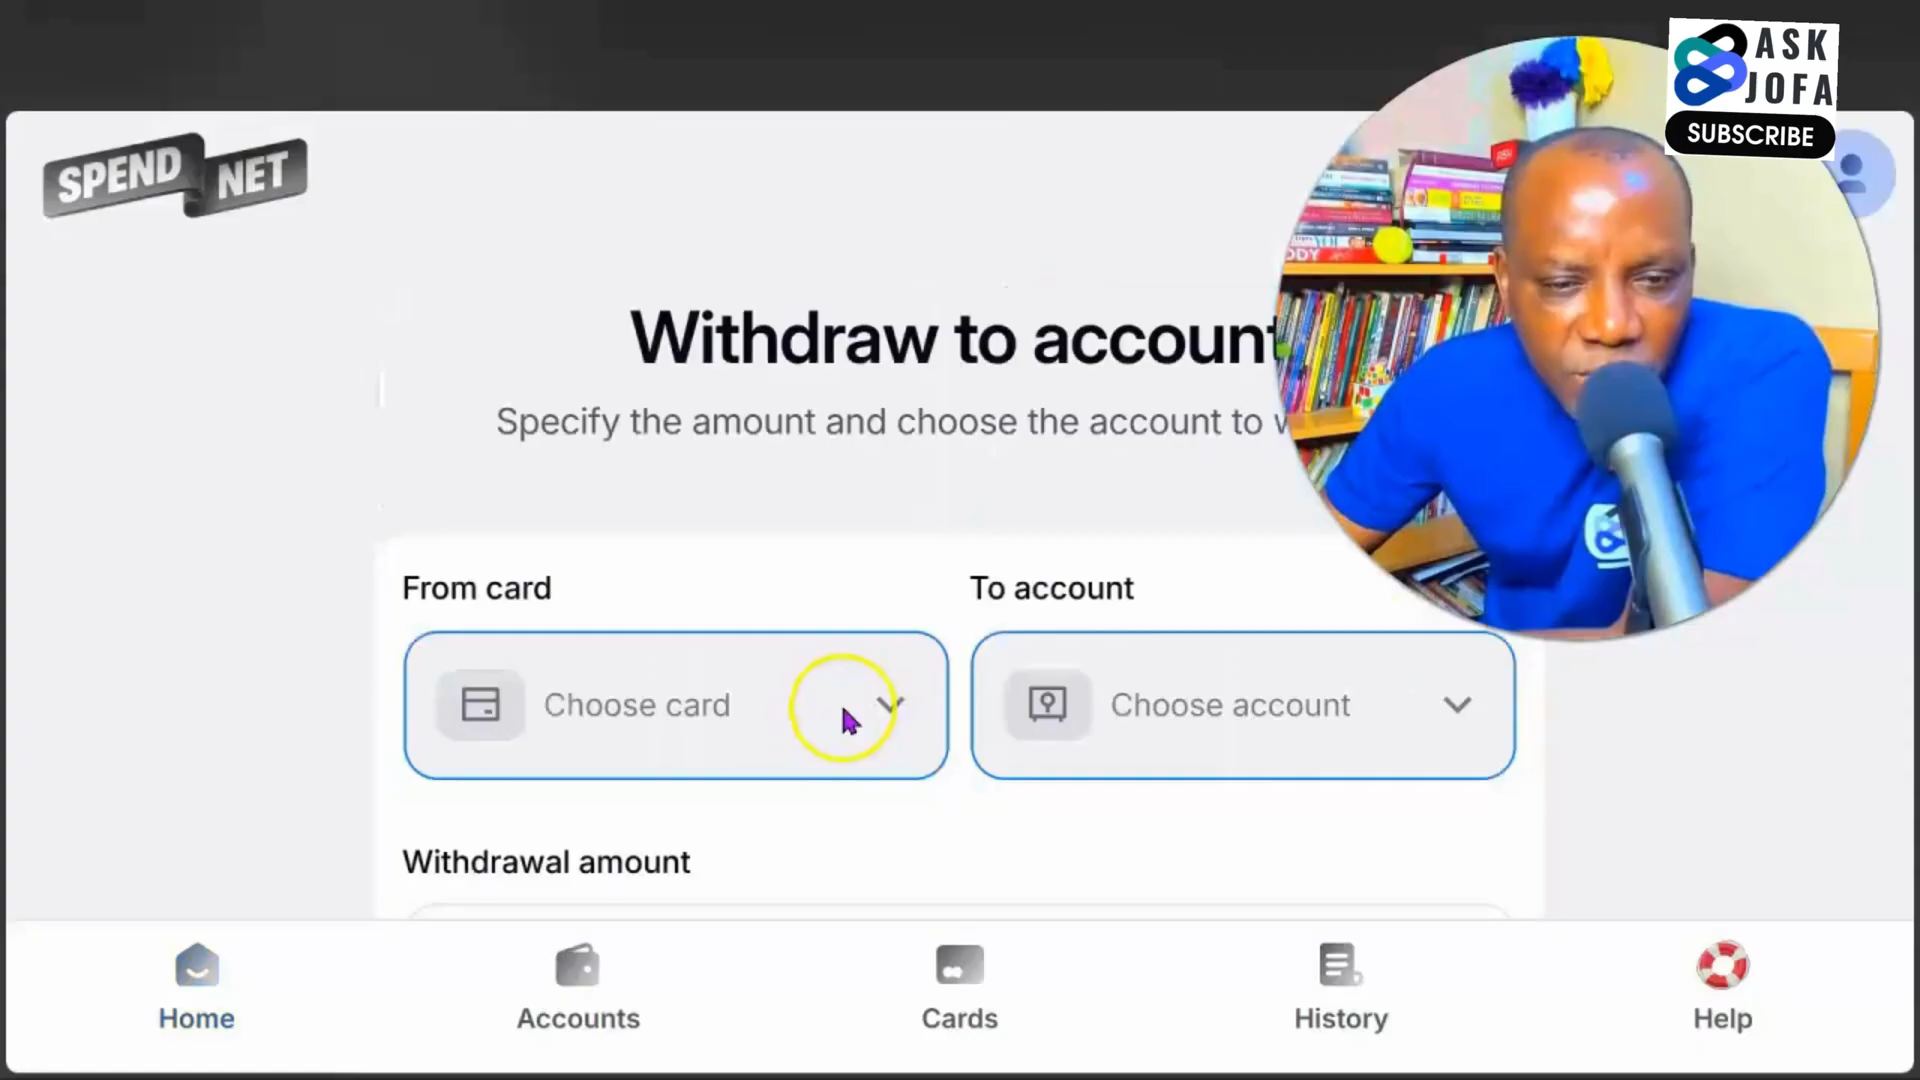 ASK
JOFA
SUBSCRIBE
SPEND NET
Withdraw to account
Specify the amount and choose the account to
From card
To account
Choose card
Choose account
Withdrawal amount
Home
Accounts
Cards
History
Help